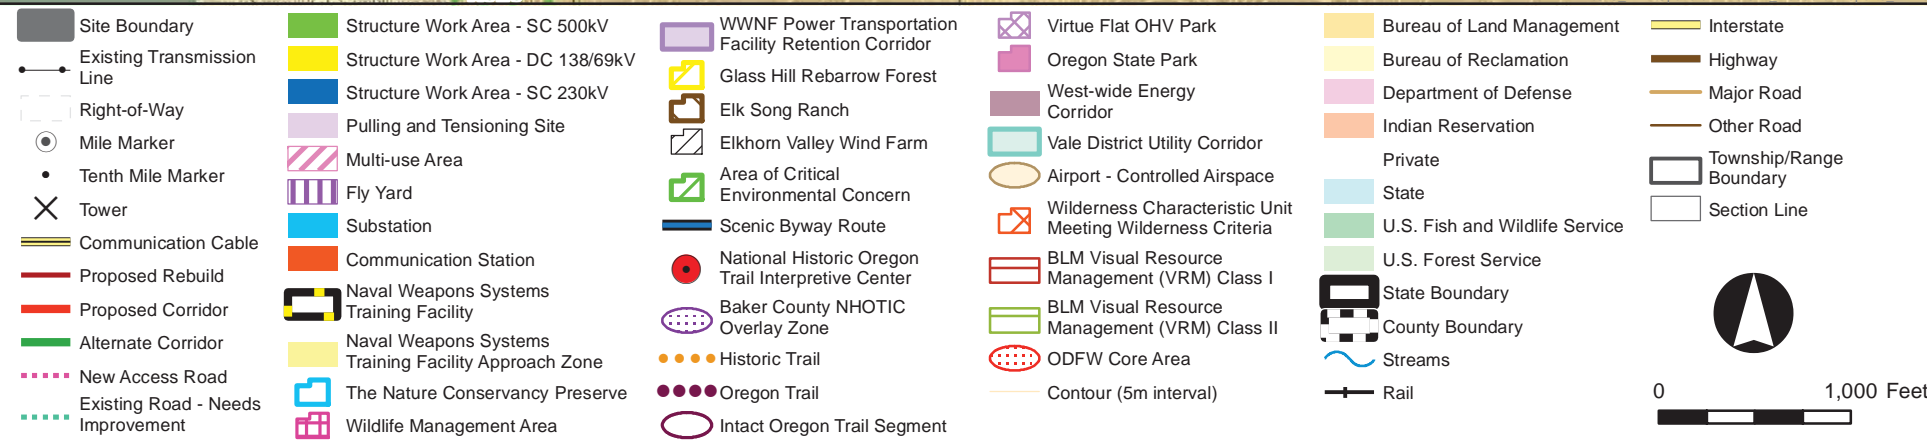 Site Boundary
Existing Transmission
Line
Right-of-Way
Mile Marker
Tenth Mile Marker
Tower
Communication Cable
Proposed Rebuild
Proposed Corridor
Alternate Corridor
New Access Road
Existing Road - Needs
Improvement
Structure Work Area - SC 500kV
Structure Work Area - DC 138/69kV
Structure Work Area - SC 230kV
Pulling and Tensioning Site
Multi-use Area
Fly Yard
Substation
Communication Station
Naval Weapons Systems
Training Facility
Naval Weapons Systems
Training Facility Approach Zone
The Nature Conservancy Preserve
Wildlife Management Area
WWNF Power Transportation
Facility Retention Corridor
Glass Hill Rebarrow Forest
Elk Song Ranch
Elkhorn Valley Wind Farm
Area of Critical
Environmental Concern
Scenic Byway Route
National Historic Oregon
Trail Interpretive Center
Baker County NHOTIC
Overlay Zone
Historic Trail
Oregon Trail
Intact Oregon Trail Segment
Virtue Flat OHV Park
Oregon State Park
West-wide Energy
Corridor
Vale District Utility Corridor
Airport - Controlled Airspace
Wilderness Characteristic Unit
Meeting Wilderness Criteria
BLM Visual Resource
Management (VRM) Class I
BLM Visual Resource
Management (VRM) Class II
ODFW Core Area
Contour (5m interval)
Bureau of Land Management
Bureau of Reclamation
Department of Defense
Indian Reservation
Private
State
U.S. Fish and Wildlife Service
U.S. Forest Service
State Boundary
County Boundary
Streams
Rail
Interstate
Highway
Major Road
Other Road
Township/Range
Boundary
Section Line
0 1,000 Feet